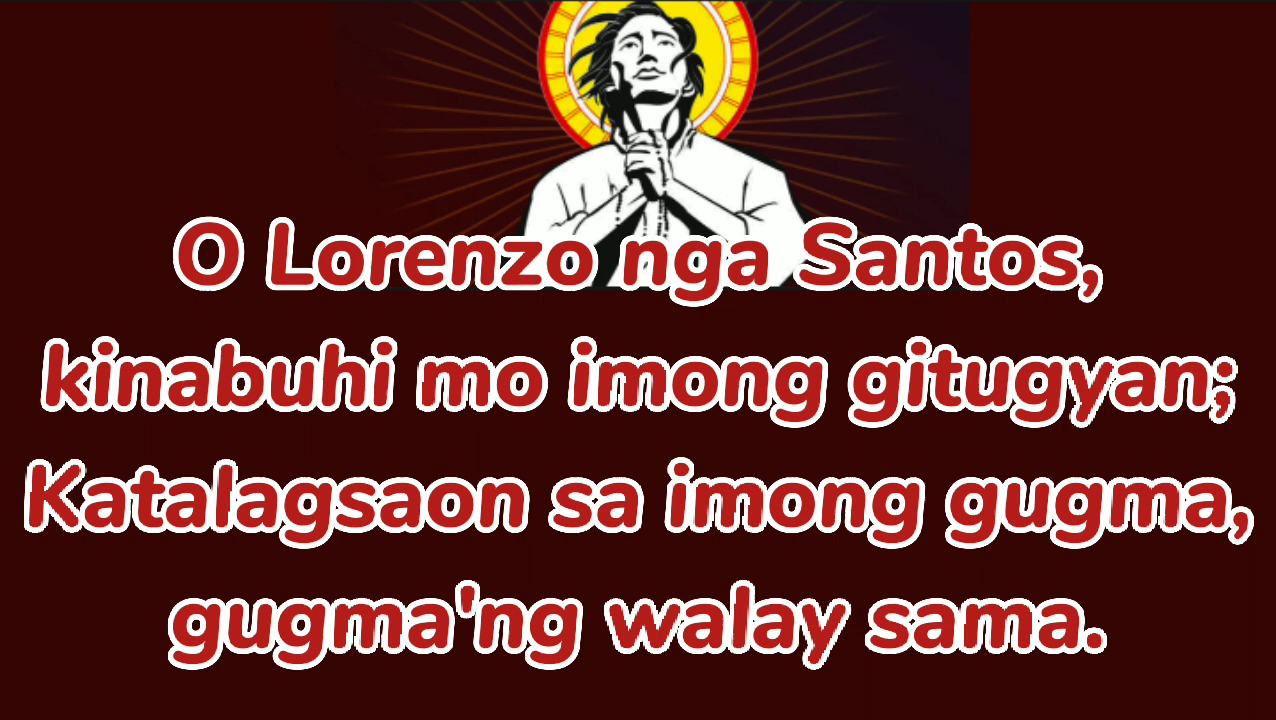 O Lorenzo nga Santos,
kinabuhi mo imong gitugyan;
Katalagsaon sa imong gugma,
gugma'ng walay sama.